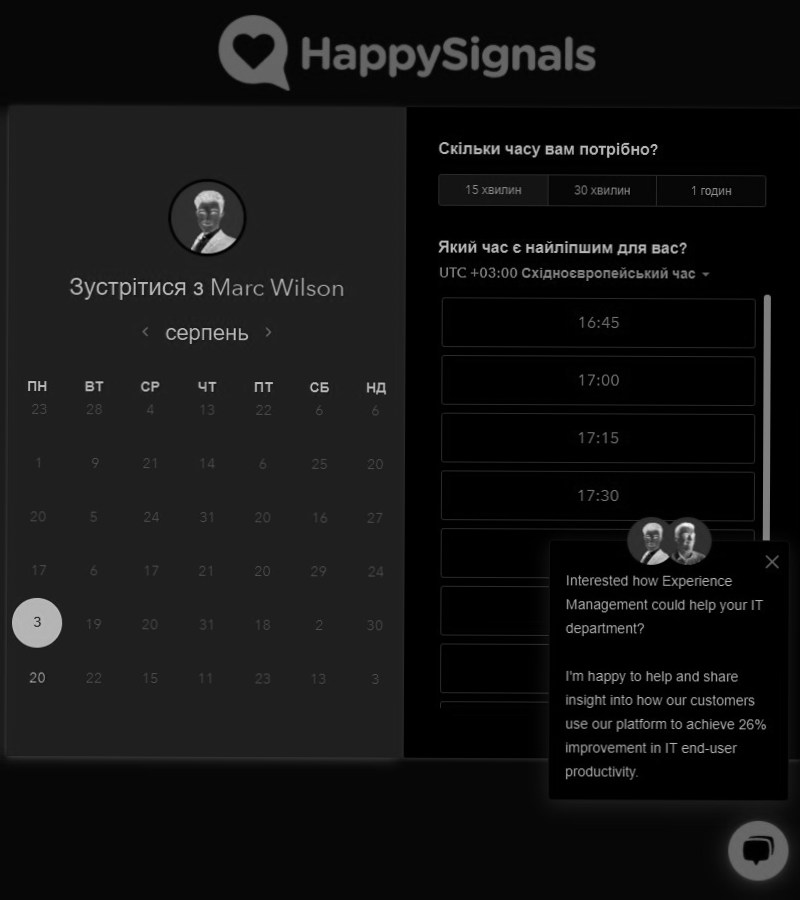 HappySignals
Зустрітися з Marc Wilson
серпень
ПН ВТ СР ЧТ ПТ СБ НД
23 28 4 13 22 6 6
1 9 21 14 6 25 20
20 5 24 31 20 16 27
17 6 17 21 20 29 24
3 19 20 31 18 2 30
20 22 15 11 23 13 3
Скільки часу вам потрібно?
15 хвилин 30 хвилин 1 годин
Який час є найліпшим для вас?
UTC +03:00 Східноєвропейський час
16:45
17:00
17:15
17:30
Interested how Experience
Management could help your IT
department?
I'm happy to help and share
insight into how our customers
use our platform to achieve 26%
improvement in IT end-user
productivity.